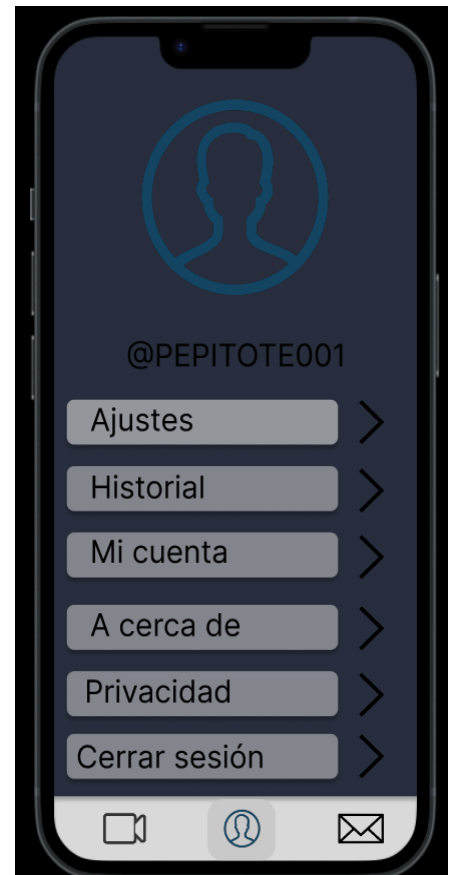 @PEPITOTE001
Ajustes
Historial
Mi cuenta
A cerca de
Privacidad
Cerrar sesión